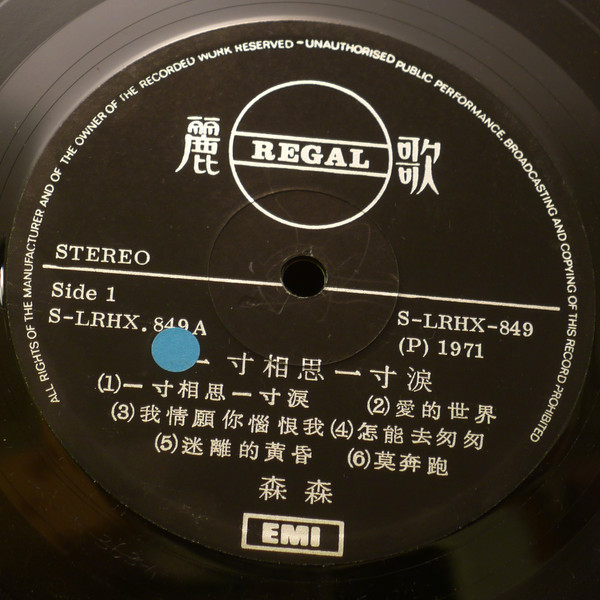 ALL RIGHTS OF THE MANUFACTURER AND OF THE OWNER OF THE RECORDED WORK RESERVED - UNAUTHORISED PUBLIC PERFORMANCE, BROADCASTING AND COPYING OF THIS RECORD PROHIBITED
麗 REGAL 歌
STEREO
Side 1
S-LRHX. 849A
S-LRHX-849
(P) 1971
一寸相思一寸淚
(1)一寸相思一寸淚 (2)愛的世界
(3)我情願你惱恨我 (4)怎能去匆匆
(5)迷離的黃昏 (6)莫奔跑
森森
EMI